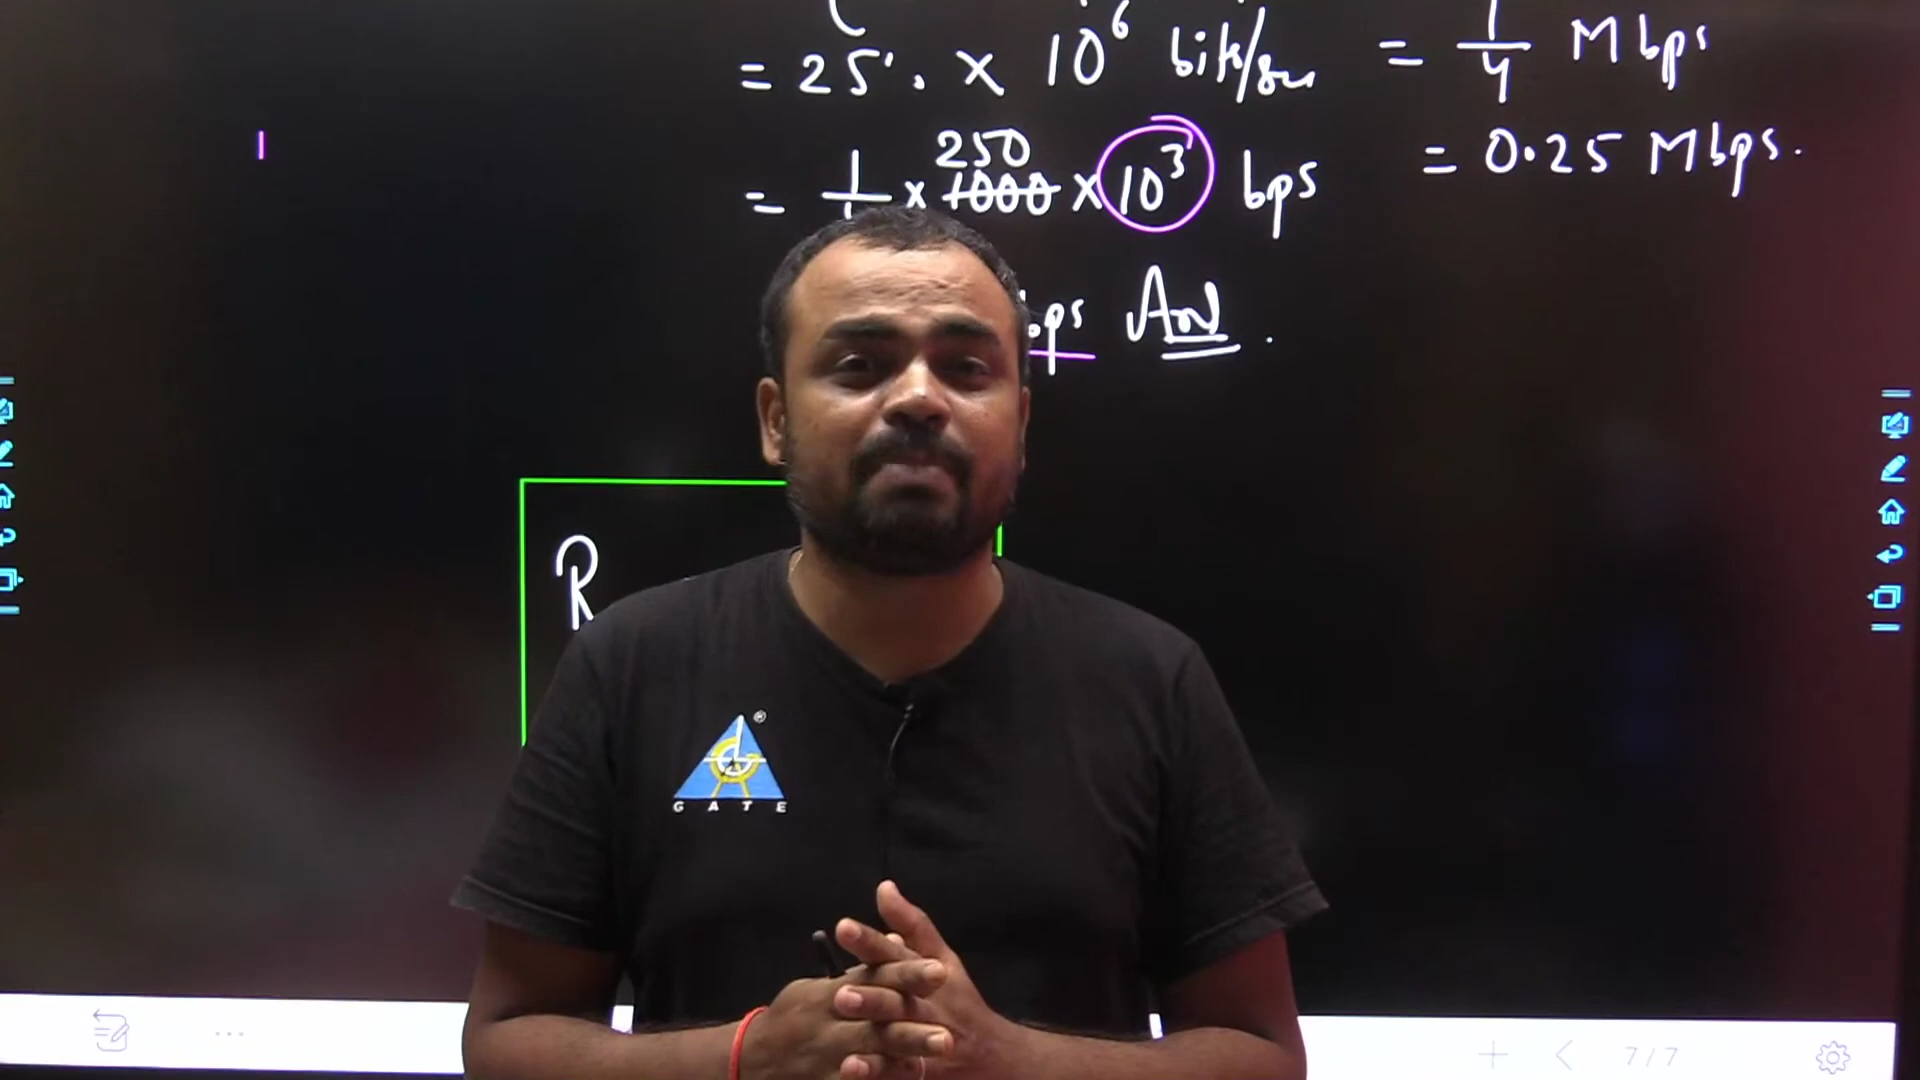 = 25% × 10⁶ bits/sec = 1/4 Mbps
= 0.25 Mbps.
= 1/ × 1000 250 × 10³ bps
bps Ans.
R
®
GATE
7/7